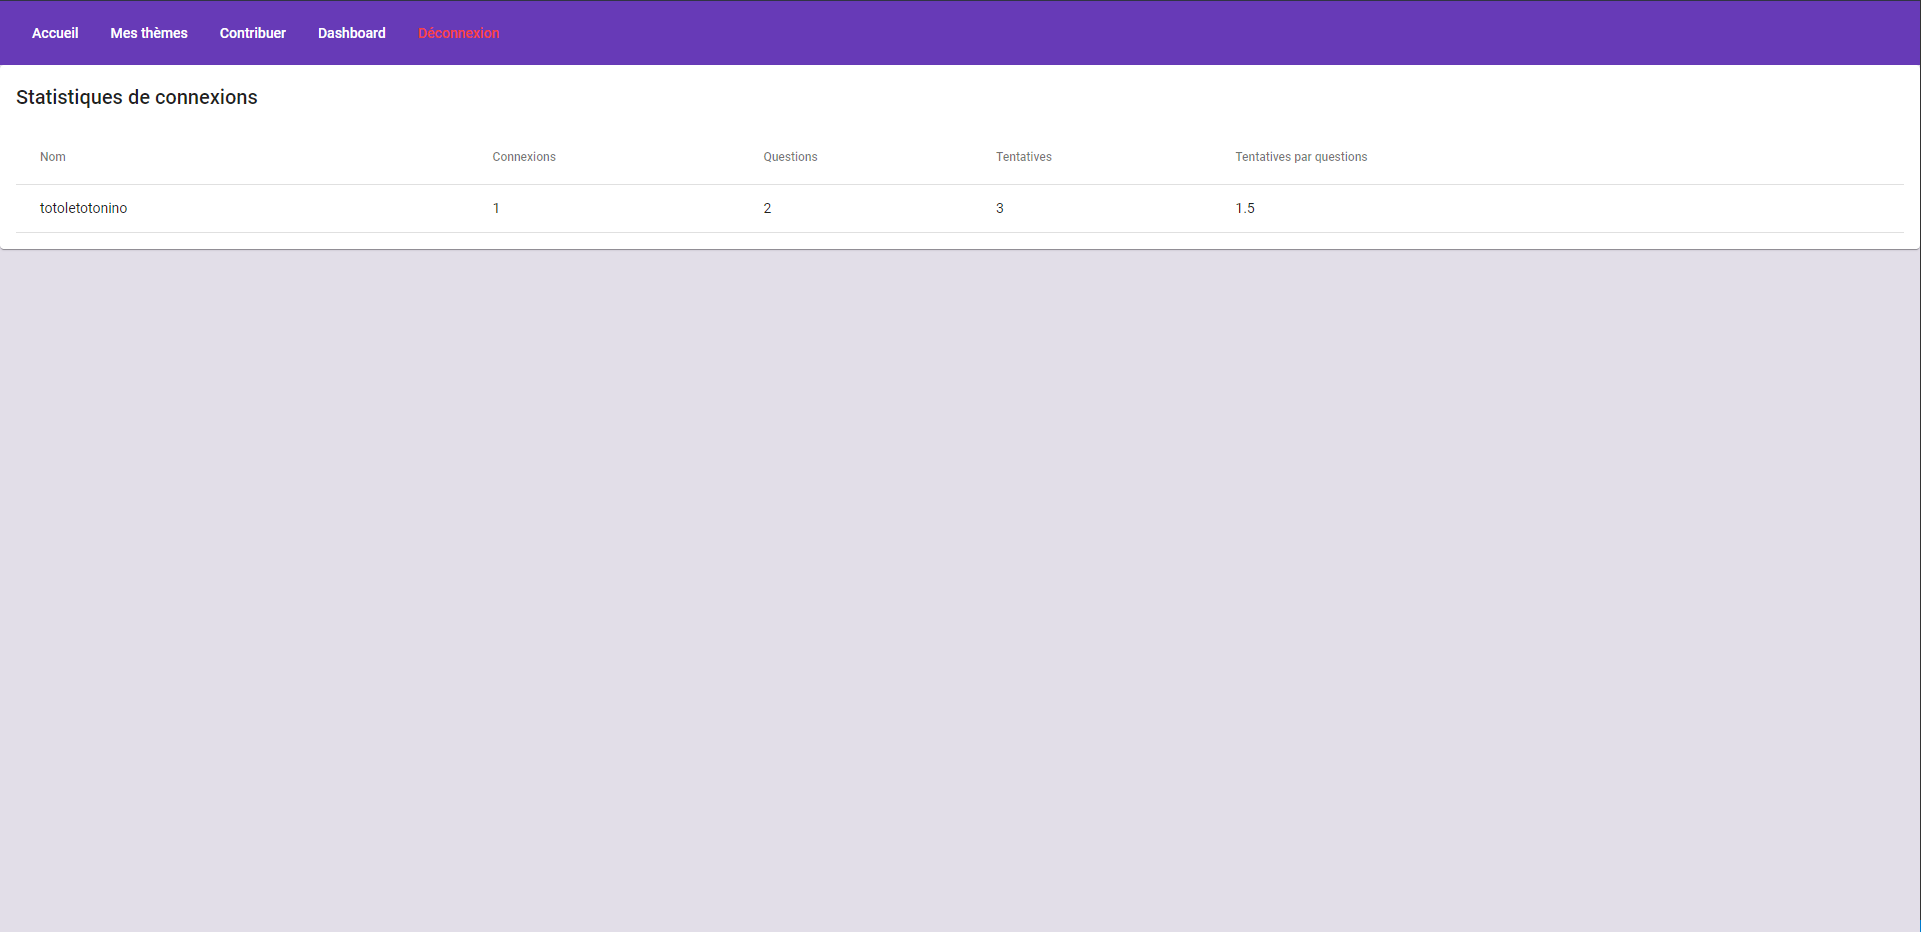 Accueil Mes thèmes Contribuer Dashboard Déconnexion
Statistiques de connexions
Nom Connexions Questions Tentatives Tentatives par questions
totoletotonino 1 2 3 1.5